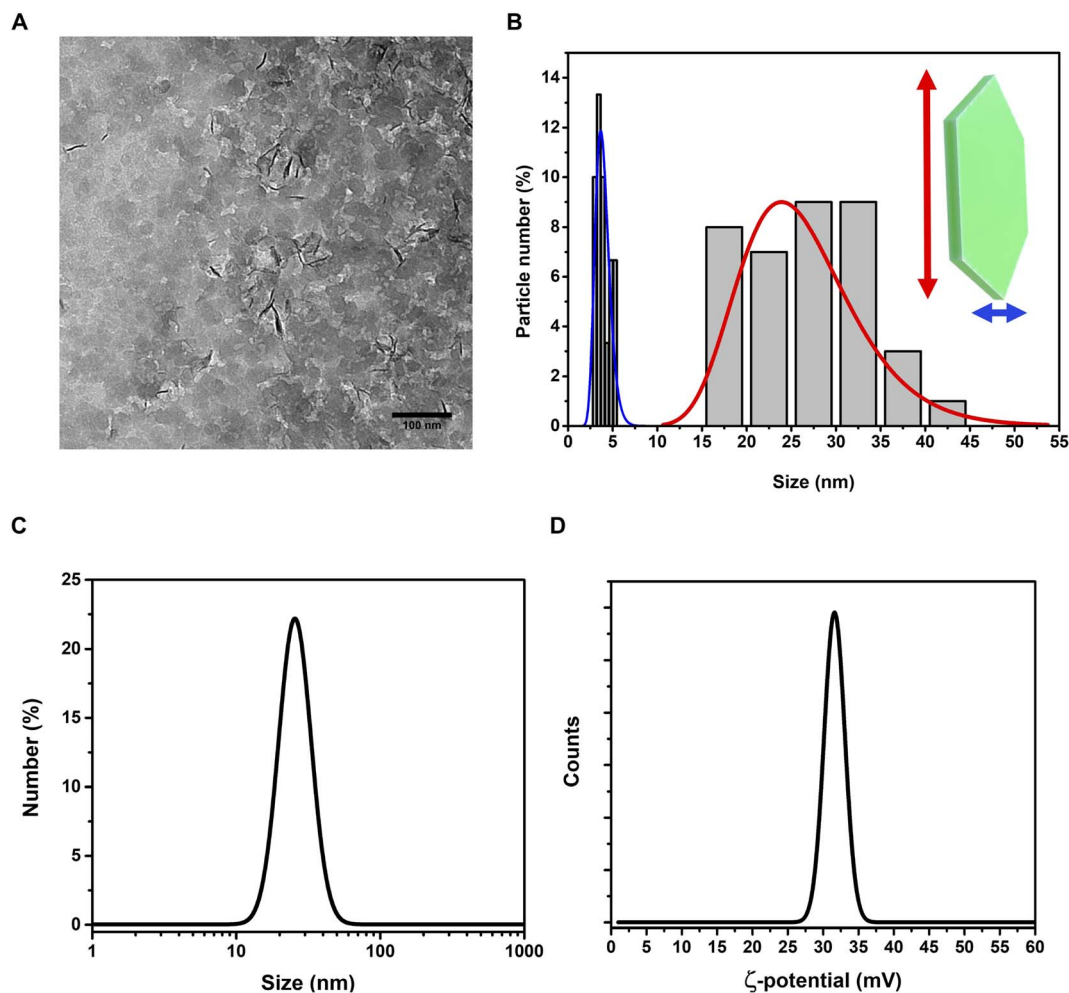 A
100 nm
B
14
12
10
8
6
4
2
0
Particle number (%)
0 5 10 15 20 25 30 35 40 45 50 55
Size (nm)
C
25
20
15
10
5
0
Number (%)
1 10 100 1000
Size (nm)
D
Counts
0 5 10 15 20 25 30 35 40 45 50 55 60
ζ-potential (mV)